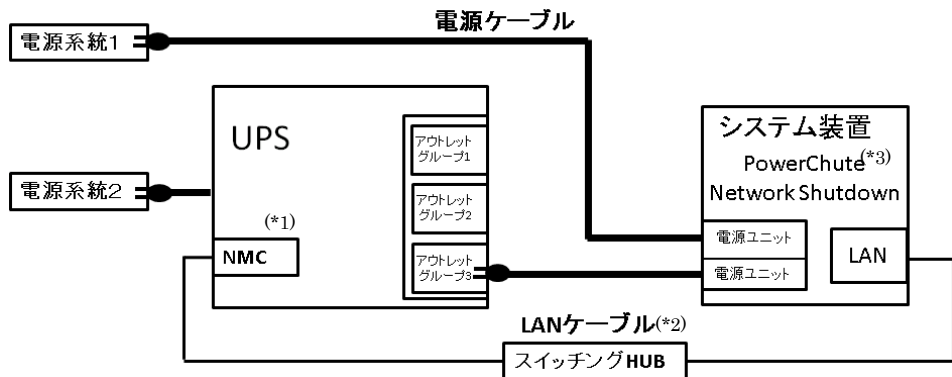 電源ケーブル
電源系統1
UPS
アウトレット
グループ1
アウトレット
グループ2
アウトレット
グループ3
電源系統2
(*1)
NMC
システム装置
PowerChute(*3)
Network Shutdown
電源ユニット
電源ユニット
LAN
LANケーブル(*2)
スイッチングHUB